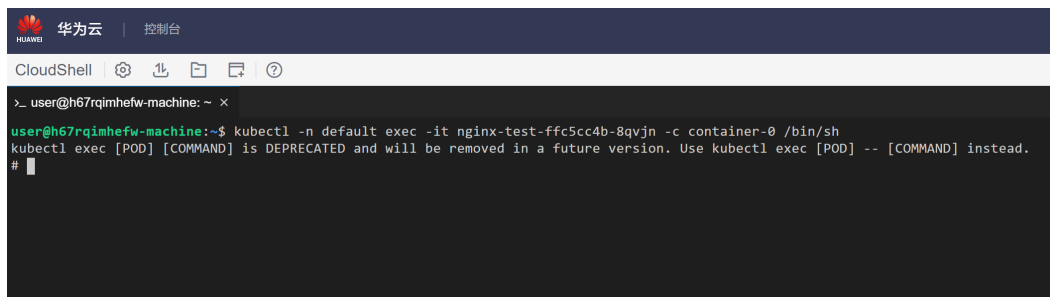 HUAWEI 华为云 | 控制台
CloudShell
>_ user@h67rqimhefw-machine: ~ ×
user@h67rqimhefw-machine:~$ kubectl -n default exec -it nginx-test-ffc5cc4b-8qvjn -c container-0 /bin/sh
kubectl exec [POD] [COMMAND] is DEPRECATED and will be removed in a future version. Use kubectl exec [POD] -- [COMMAND] instead.
#